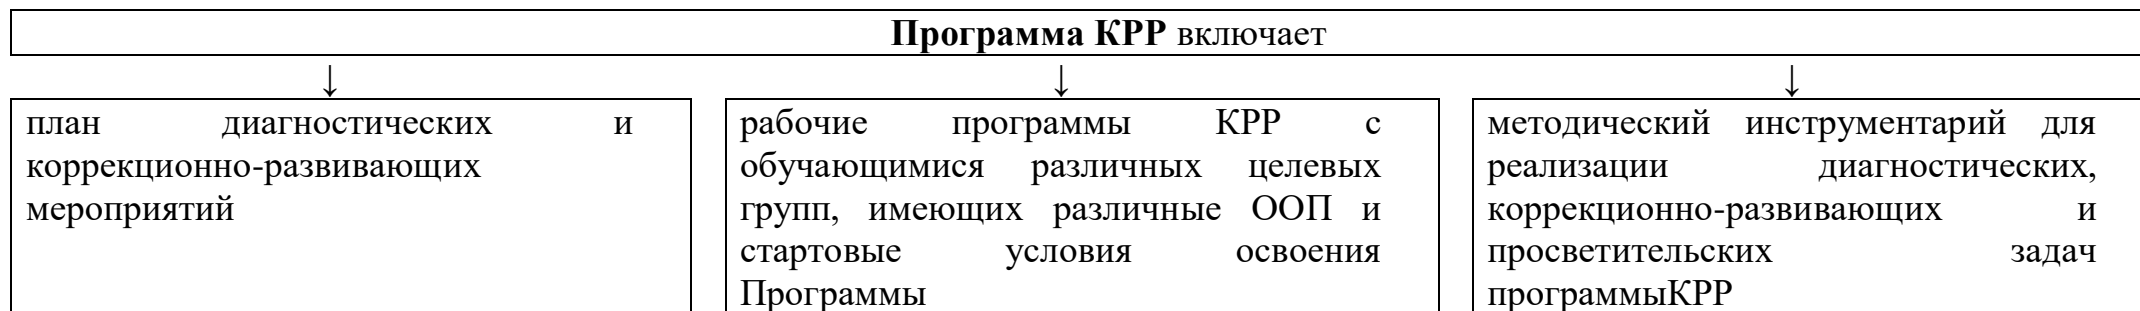 Программа КРР включает
↓ ↓ ↓
план диагностических и
коррекционно-развивающих
мероприятий
рабочие программы КРР с
обучающимися различных целевых
групп, имеющих различные ООП и
стартовые условия освоения
Программы
методический инструментарий для
реализации диагностических,
коррекционно-развивающих и
просветительских задач
программыКРР